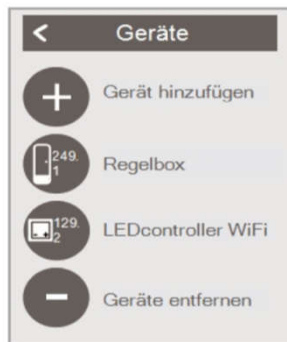 < Geräte
+ Gerät hinzufügen
249.
1
Regelbox
129.
2
LEDcontroller WiFi
- Geräte entfernen